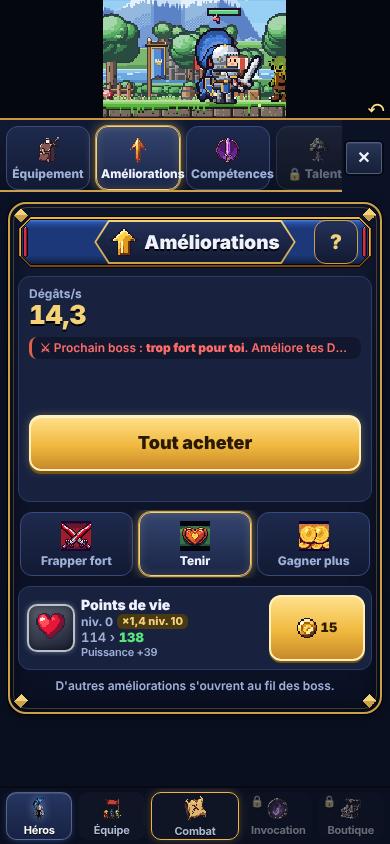 Équipement
Améliorations
Compétences
Talent
×
Améliorations
?
Dégâts/s
14,3
Prochain boss : trop fort pour toi. Améliore tes D...
Tout acheter
Frapper fort
Tenir
Gagner plus
Points de vie
niv. 0 ×1,4 niv. 10
114 › 138
Puissance +39
15
D'autres améliorations s'ouvrent au fil des boss.
Héros
Équipe
Combat
Invocation
Boutique